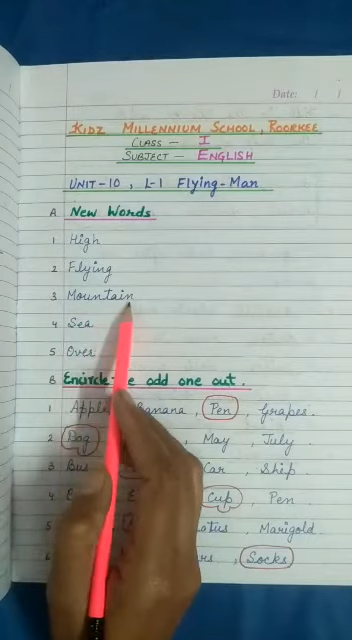 Date: / /
KIDZ MILLENNIUM SCHOOL, ROORKEE
CLASS - I
SUBJECT - ENGLISH
UNIT-10, L-1 Flying-Man
A. New Words
1 High
2 Flying
3 Mountain
4 Sea
5 Over
B Encircle odd one out.
1 Apple Banana, Pen, Grapes.
2 Dog, May, July
3 Bus Car, Ship
4 Cup, Pen
5 Marigold.
, Socks